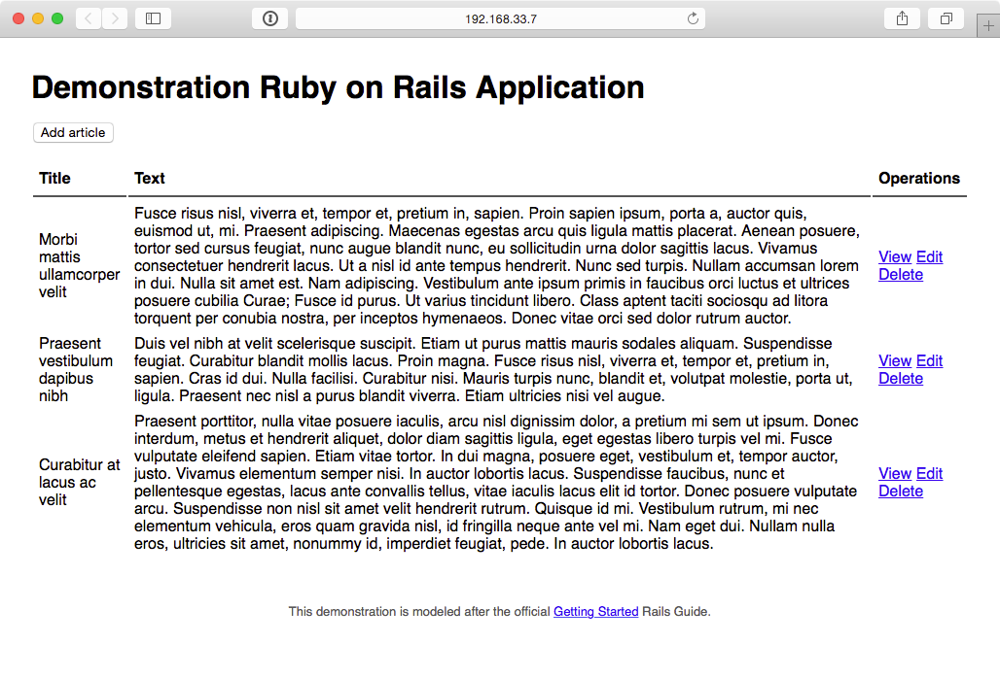 192.168.33.7
Demonstration Ruby on Rails Application
Add article
Title Text Operations
Morbi
mattis
ullamcorper
velit
Fusce risus nisl, viverra et, tempor et, pretium in, sapien. Proin sapien ipsum, porta a, auctor quis,
euismod ut, mi. Praesent adipiscing. Maecenas egestas arcu quis ligula mattis placerat. Aenean posuere,
tortor sed cursus feugiat, nunc augue blandit nunc, eu sollicitudin urna dolor sagittis lacus. Vivamus
consectetuer hendrerit lacus. Ut a nisl id ante tempus hendrerit. Nunc sed turpis. Nullam accumsan lorem
in dui. Nulla sit amet est. Nam adipiscing. Vestibulum ante ipsum primis in faucibus orci luctus et ultrices
posuere cubilia Curae; Fusce id purus. Ut varius tincidunt libero. Class aptent taciti sociosqu ad litora
torquent per conubia nostra, per inceptos hymenaeos. Donec vitae orci sed dolor rutrum auctor.
View Edit
Delete
Praesent
vestibulum
dapibus
nibh
Duis vel nibh at velit scelerisque suscipit. Etiam ut purus mattis mauris sodales aliquam. Suspendisse
feugiat. Curabitur blandit mollis lacus. Proin magna. Fusce risus nisl, viverra et, tempor et, pretium in,
sapien. Cras id dui. Nulla facilisi. Curabitur nisi. Mauris turpis nunc, blandit et, volutpat molestie, porta ut,
ligula. Praesent nec nisl a purus blandit viverra. Etiam ultricies nisi vel augue.
View Edit
Delete
Curabitur at
lacus ac
velit
Praesent porttitor, nulla vitae posuere iaculis, arcu nisl dignissim dolor, a pretium mi sem ut ipsum. Donec
interdum, metus et hendrerit aliquet, dolor diam sagittis ligula, eget egestas libero turpis vel mi. Fusce
vulputate eleifend sapien. Etiam vitae tortor. In dui magna, posuere eget, vestibulum et, tempor auctor,
justo. Vivamus elementum semper nisi. In auctor lobortis lacus. Suspendisse faucibus, nunc et
pellentesque egestas, lacus ante convallis tellus, vitae iaculis lacus elit id tortor. Donec posuere vulputate
arcu. Suspendisse non nisl sit amet velit hendrerit rutrum. Quisque id mi. Vestibulum rutrum, mi nec
elementum vehicula, eros quam gravida nisl, id fringilla neque ante vel mi. Nam eget dui. Nullam nulla
eros, ultricies sit amet, nonummy id, imperdiet feugiat, pede. In auctor lobortis lacus.
View Edit
Delete
This demonstration is modeled after the official Getting Started Rails Guide.